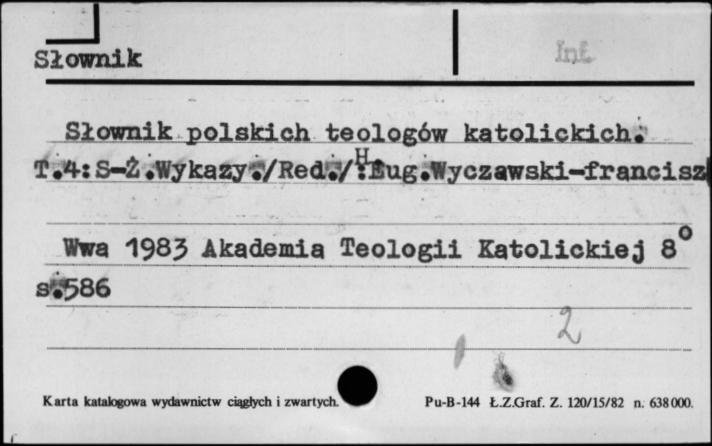 Słownik
Inf.
Słownik polskich teologów katolickich.
T.4:S-Ż.Wykazy./Red./:H.Eug.Wyczawski-francisz
Wwa 1983 Akademia Teologii Katolickiej 8°
s.586
2
Karta katalogowa wydawnictw ciągłych i zwartych.
Pu-B-144 Ł.Z.Graf. Z. 120/15/82 n. 638000.